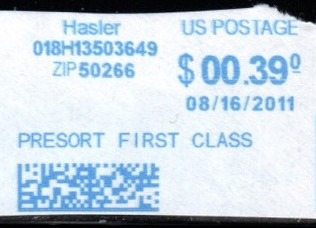 Hasler
018H13503649
ZIP 50266
US POSTAGE
$00.39⁰
08/16/2011
PRESORT FIRST CLASS